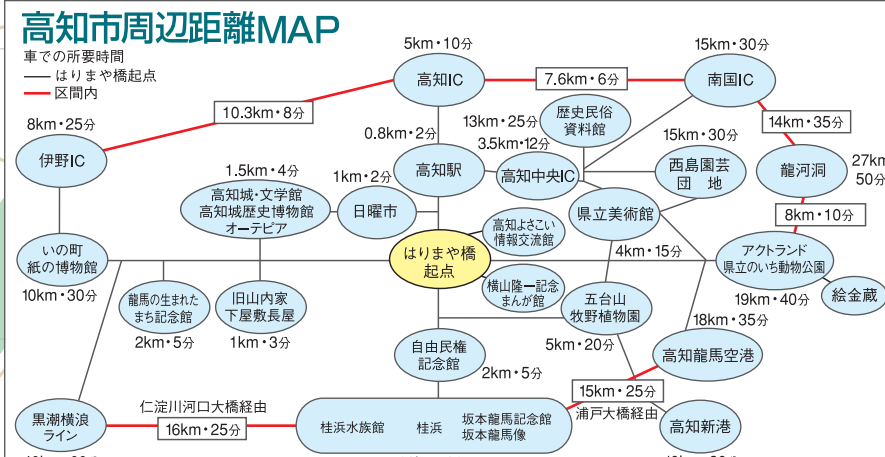 高知市周辺距離MAP
車での所要時間
はりまや橋起点
区間内
5km・10分
高知IC
7.6km・6分
15km・30分
南国IC
10.3km・8分
8km・25分
伊野IC
0.8km・2分
13km・25分
歴史民俗
資料館
14km・35分
3.5km・12分
15km・30分
1.5km・4分
1km・2分
高知駅
高知中央IC
西島園芸
団 地
龍河洞
27km
50分
高知城・文学館
高知城歴史博物館
オーテピア
日曜市
高知よさこい
情報交流館
県立美術館
8km・10分
いの町
紙の博物館
10km・30分
はりまや橋
起点
4km・15分
アクトランド
県立のいち動物公園
19km・40分
絵金蔵
龍馬の生まれた
まち記念館
2km・5分
旧山内家
下屋敷長屋
1km・3分
横山隆一記念
まんが館
五台山
牧野植物園
5km・20分
18km・35分
高知龍馬空港
自由民権
記念館
2km・5分
15km・25分
浦戸大橋経由
黒潮横浪
ライン
仁淀川河口大橋経由
16km・25分
桂浜水族館
桂浜
坂本龍馬記念館
坂本龍馬像
高知新港